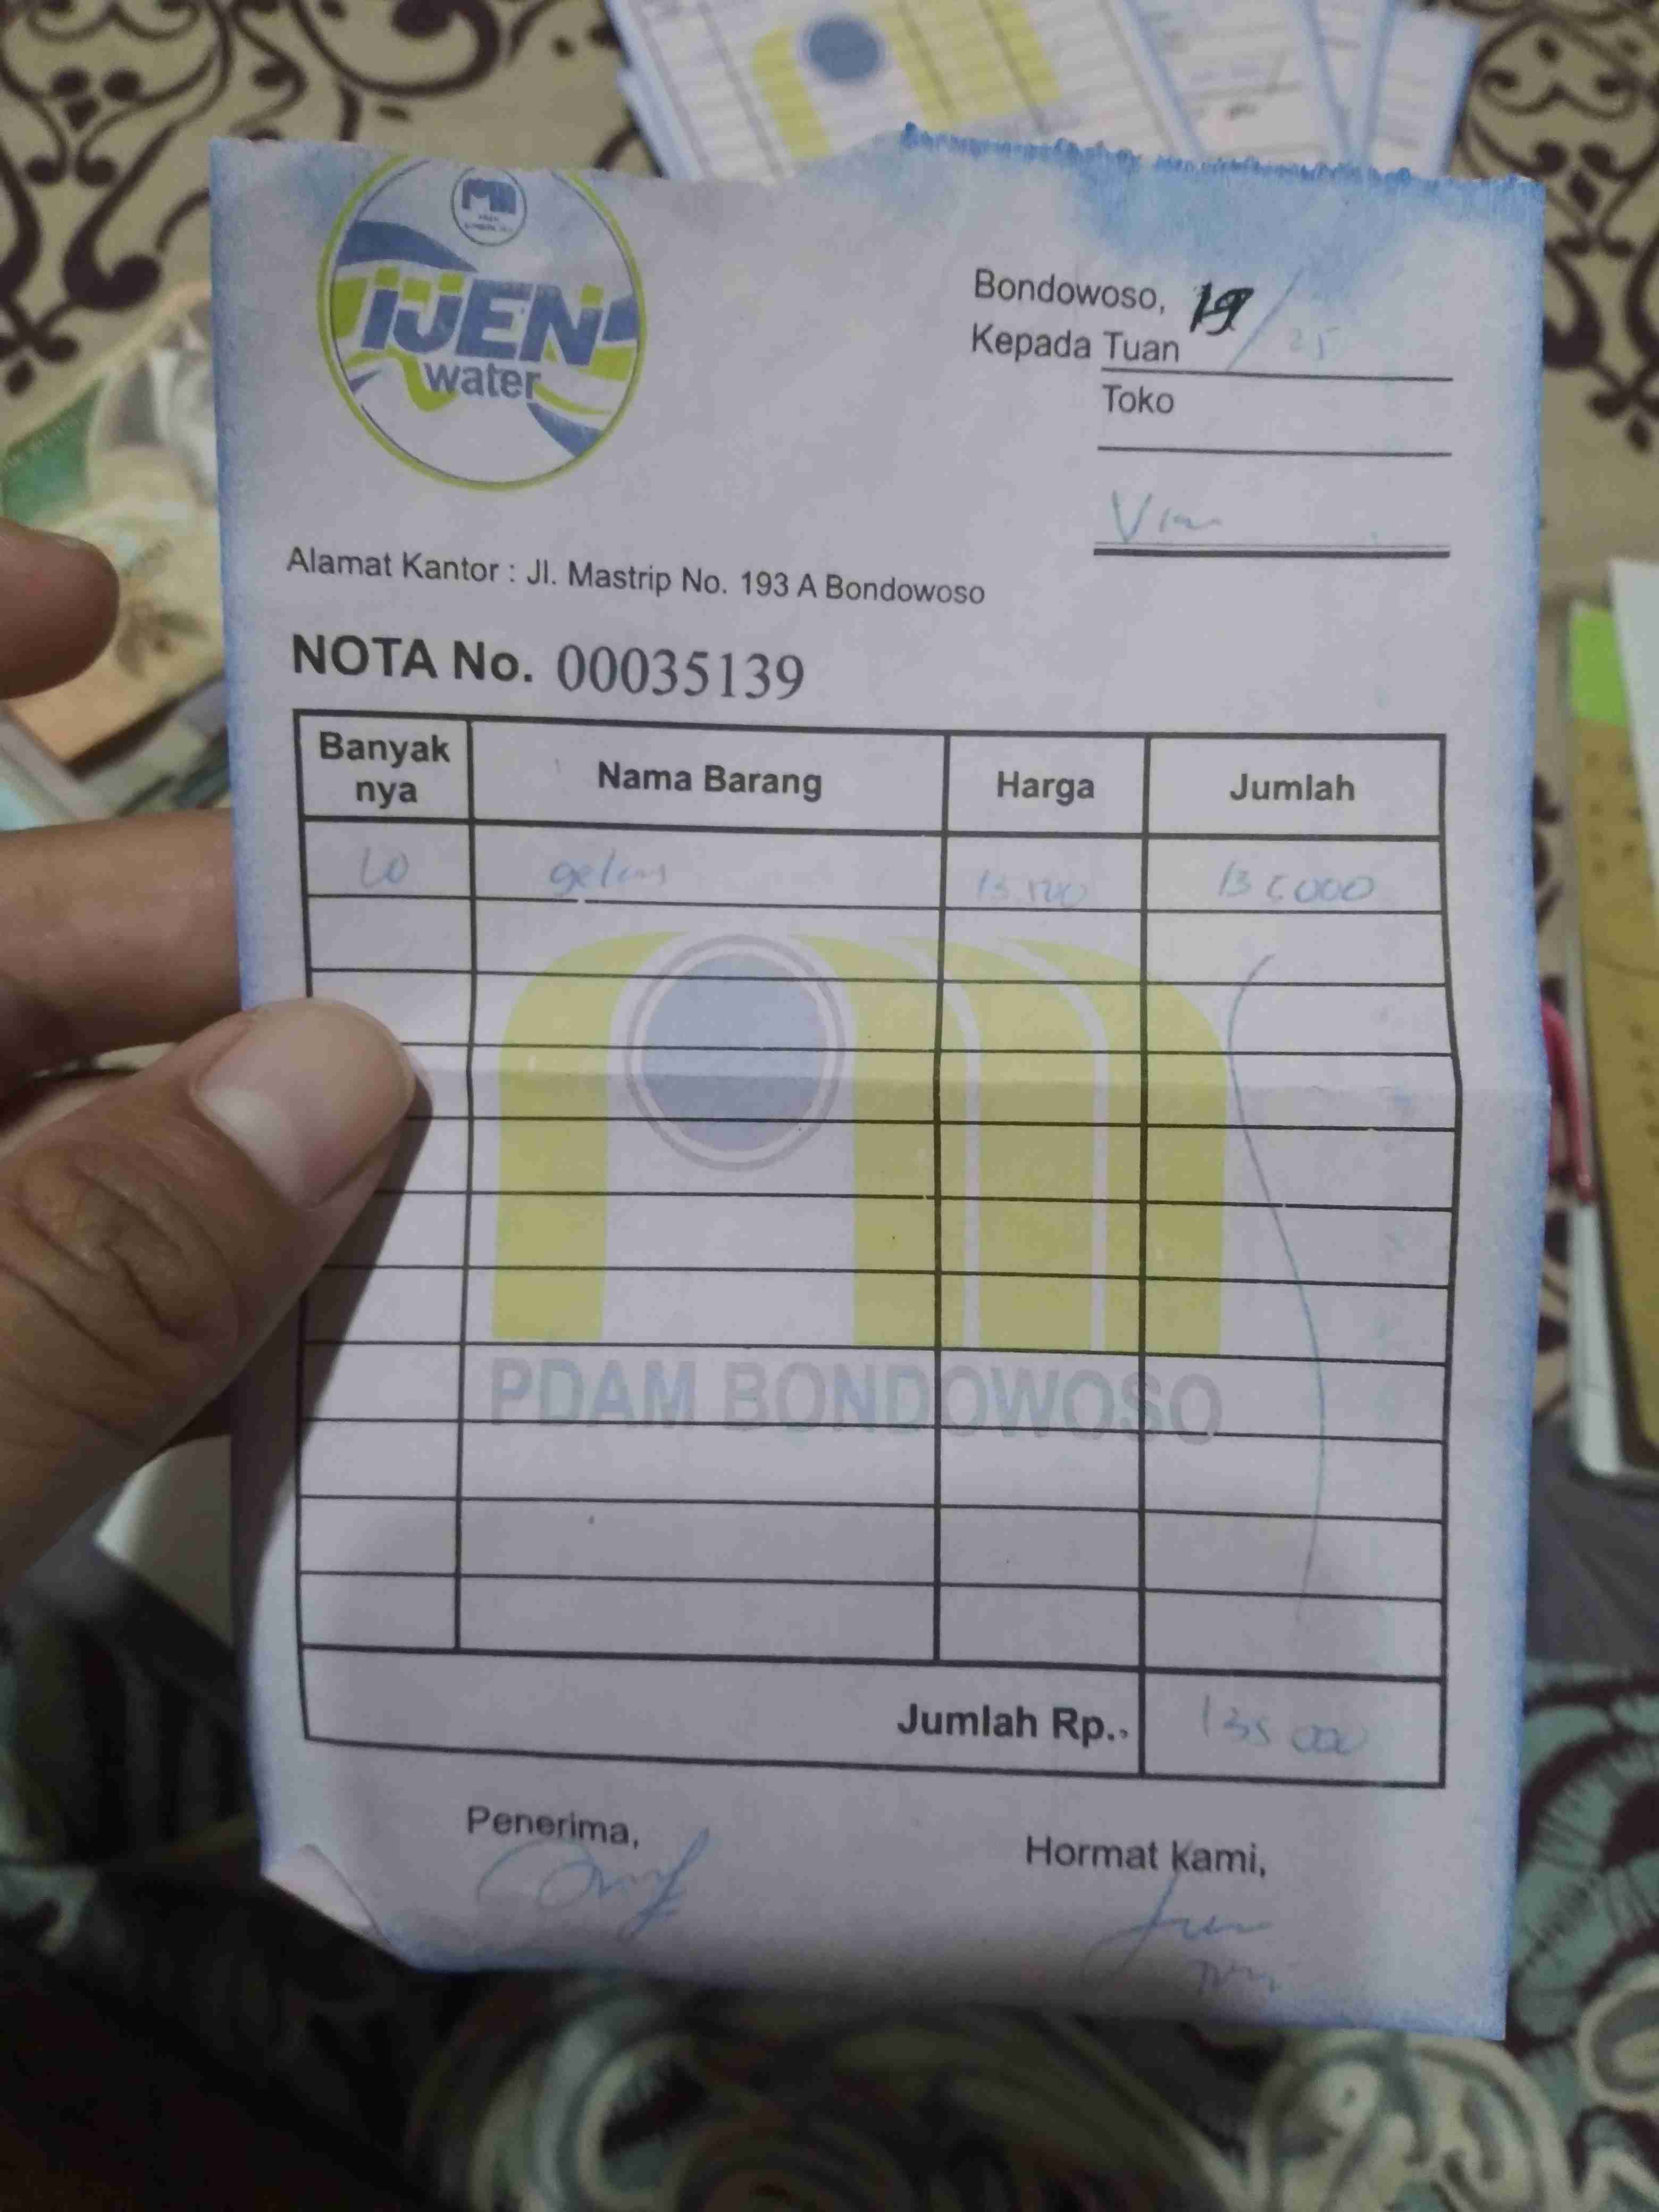 IJEN
water
Bondowoso, 19 / 25
Kepada Tuan
Toko
Alamat Kantor : Jl. Mastrip No. 193 A Bondowoso
NOTA No. 00035139
Banyak nya Nama Barang Harga Jumlah
10 gelas 13.500 135.000
PDAM BONDOWOSO
Jumlah Rp.. 135 000
Penerima,
Hormat Kami,